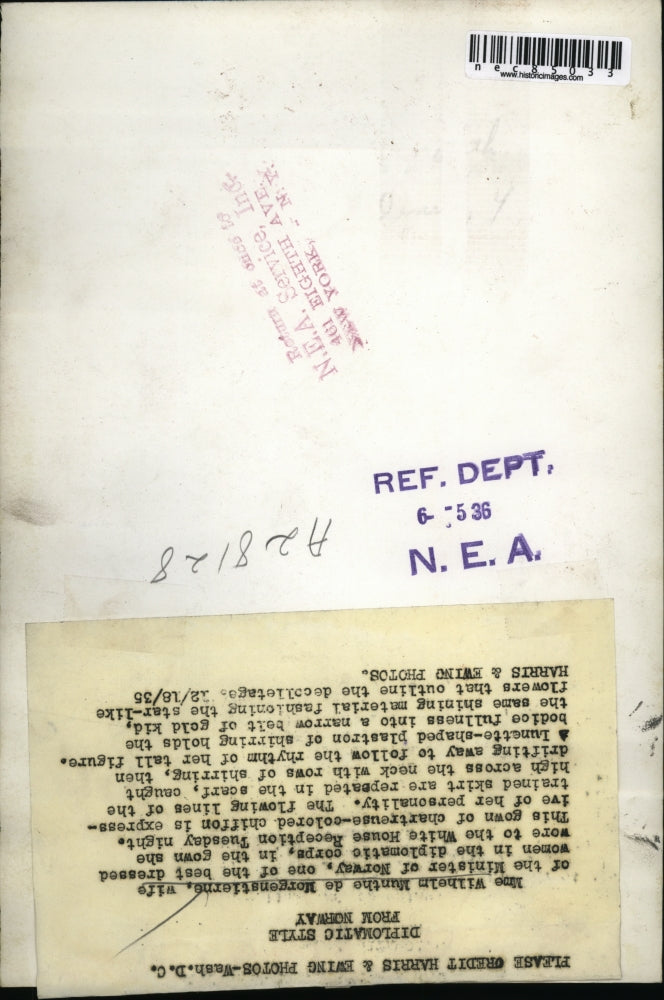 nec85033
www.historicimages.com
Return at once to
N.E.A. Service, Inc.
461 EIGHTH AVE
NEW YORK, N.Y.
REF. DEPT.
6- 5 36
N. E. A.
A28128
PLEASE CREDIT HARRIS & EWING PHOTOS-Wash.D.C.
DIPLOMATIC STYLE
FROM NORWAY
Mme Wilhelm Munthe de Morgenstierne, wife
of the Minister of Norway, one of the best dressed
women in the diplomatic corps, in the gown she
wore to the White House Reception Tuesday night.
This gown of chartreuse-colored chiffon is express-
ive of her personality. The flowing lines of the
trained skirt are repeated in the scarf, caught
high across the neck with rows of shirring, then
drifting away to follow the rhythm of her tall figure.
A Lunette-shaped plastron of shirring holds the
bodice fullness into a narrow belt of gold kid,
the same shining material fashioning the star-like
flowers that outline the decolletage. 12/18/35
HARRIS & EWING PHOTOS.